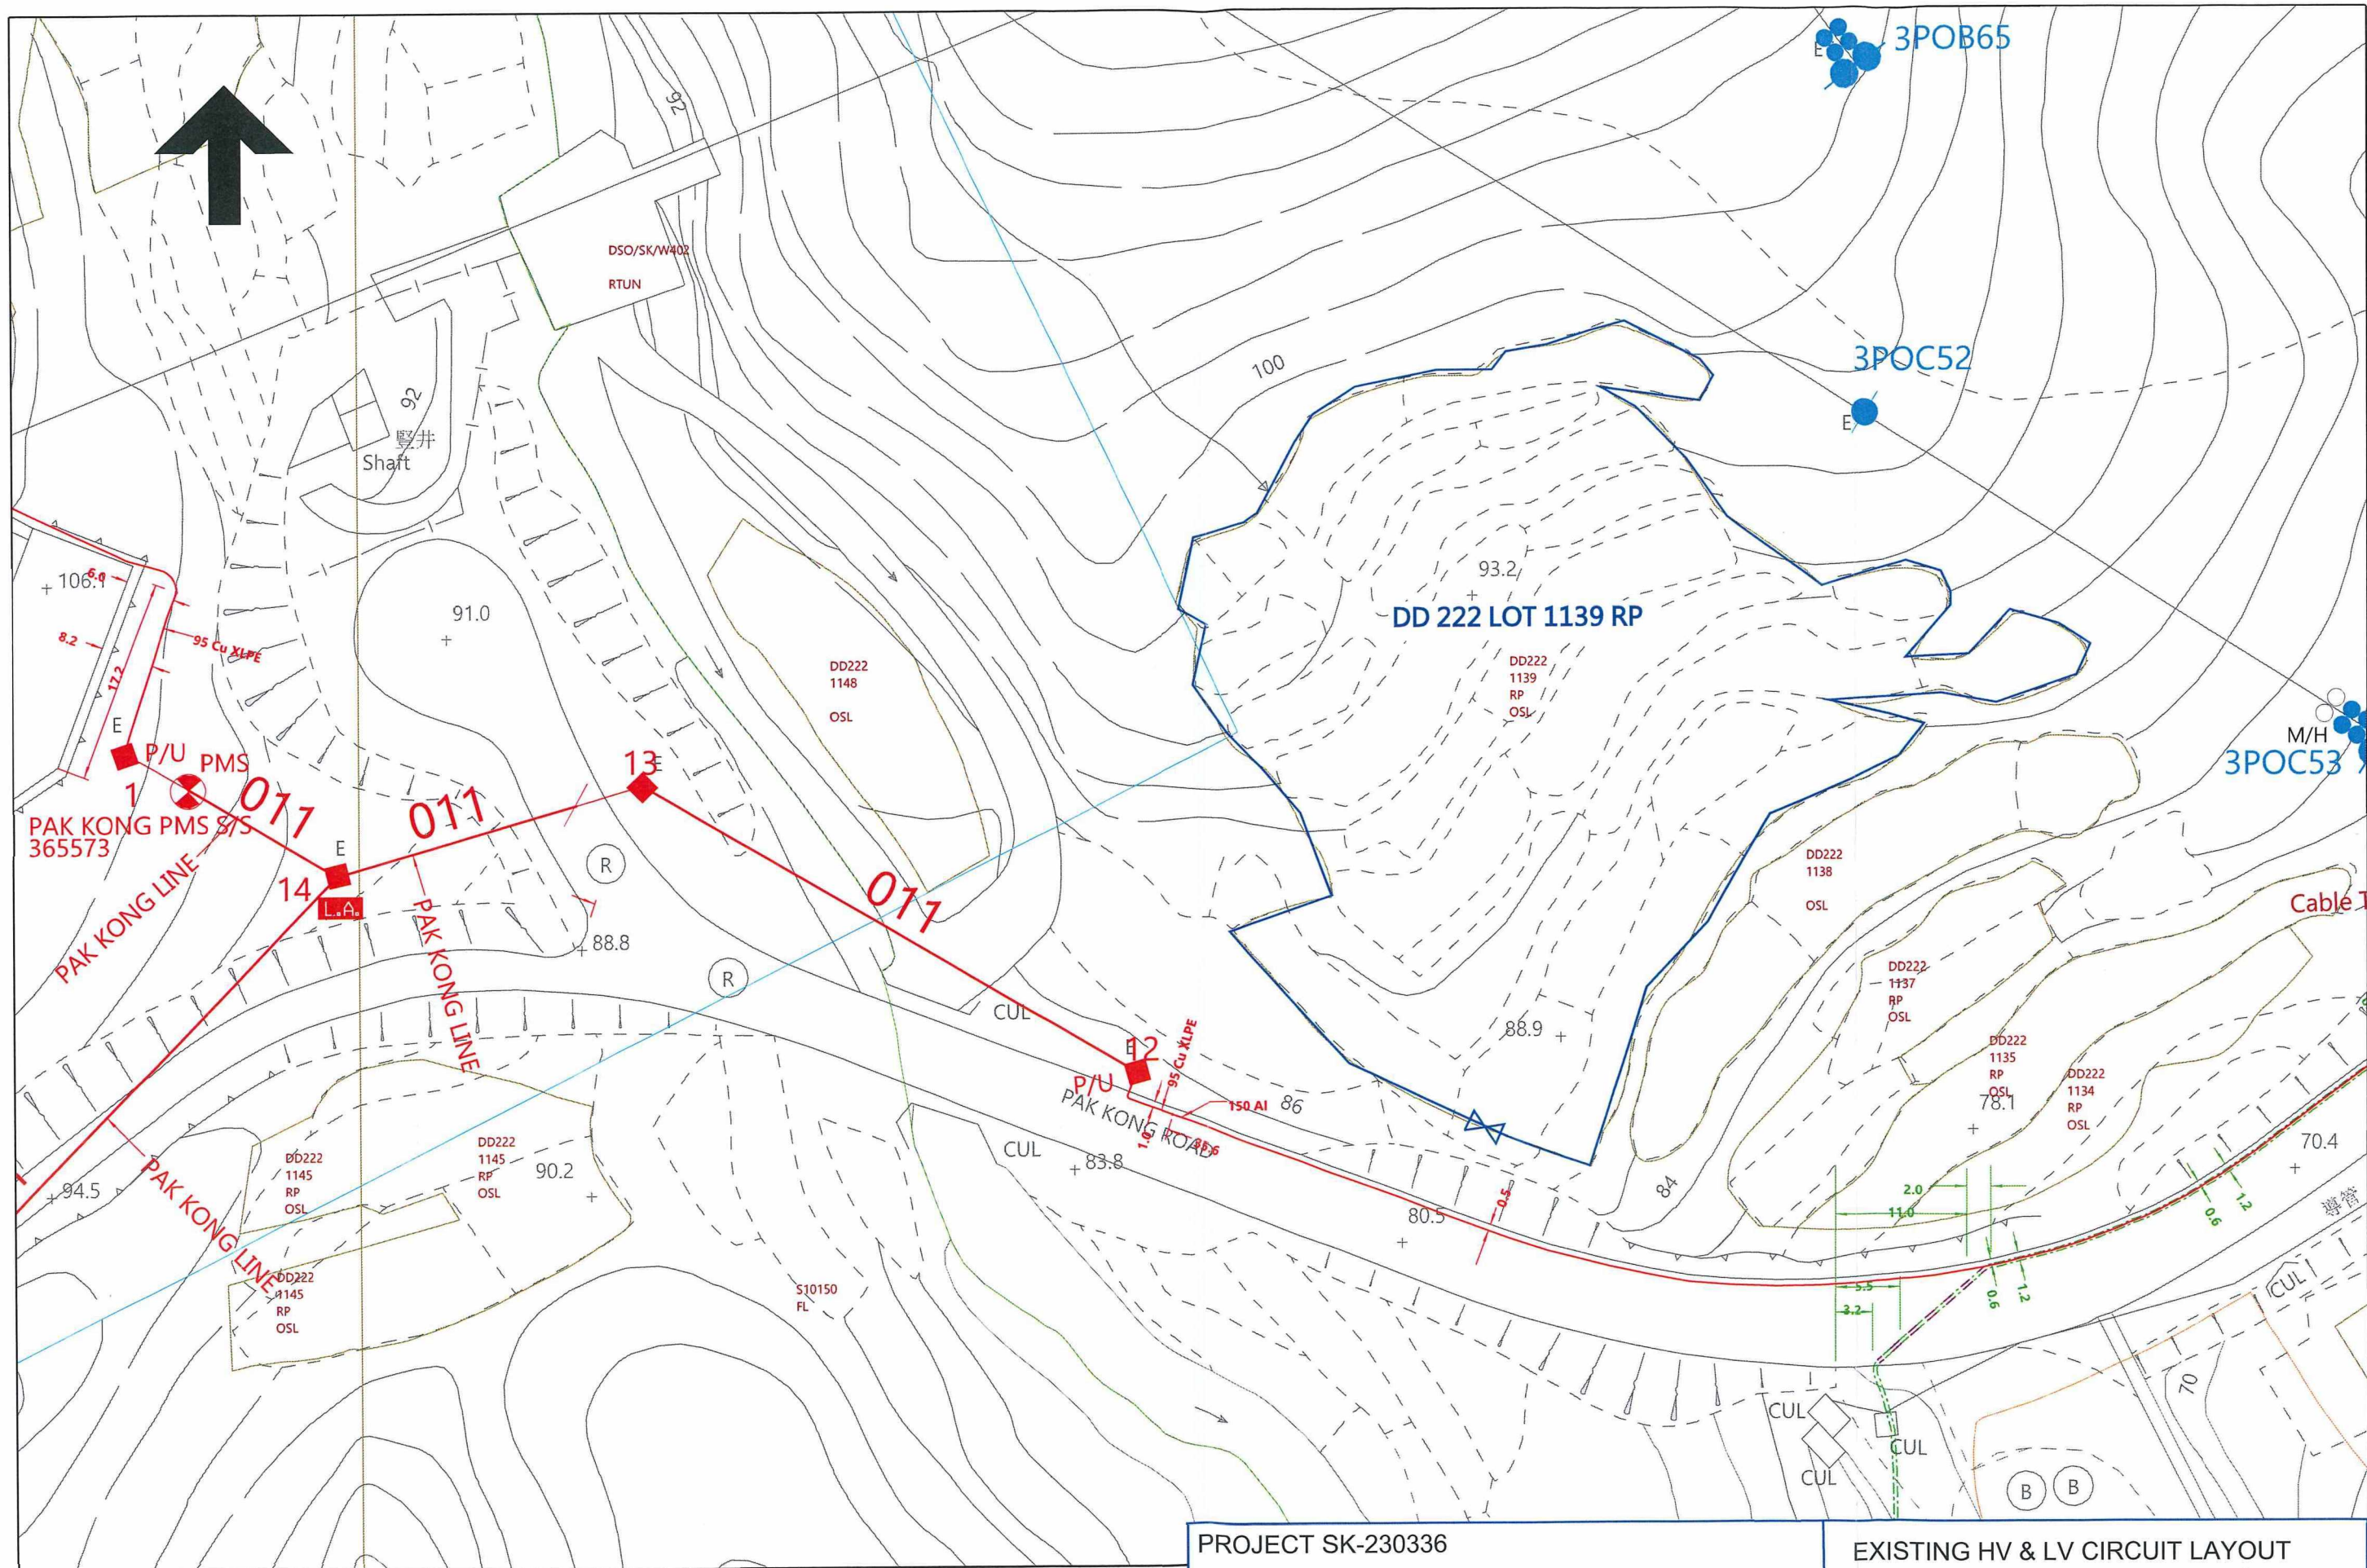 3POB65
E
92
DSO/SK/W402
RTUN
3POC52
E
100
92
豎井
Shaft
106.1
6.0
8.2
17.2
95 Cu XLPE
91.0
93.2
DD 222 LOT 1139 RP
DD222
1139
RP
OSL
DD222
1148
OSL
M/H
3POC53
E
P/U
1
PMS
011
PAK KONG PMS S/S
365573
011
13
E
E
14
L.A.
R
011
PAK KONG LINE
PAK KONG LINE
88.8
R
CUL
DD222
1138
OSL
Cable T
DD222
1137
RP
OSL
88.9
E
12
P/U
95 Cu XLPE
150 Al
86
PAK KONG ROAD
1.0
35.6
DD222
1135
RP
OSL
78.1
DD222
1134
RP
OSL
70.4
94.5
PAK KONG LINE
DD222
1145
RP
OSL
DD222
1145
RP
OSL
90.2
CUL
83.8
80.5
0.5
84
2.0
11.0
0.6
1.2
導管
DD222
1145
RP
OSL
S10150
FL
5.5
3.2
0.6
1.2
CUL
70
CUL
CUL
CUL
B
B
PROJECT SK-230336
EXISTING HV & LV CIRCUIT LAYOUT